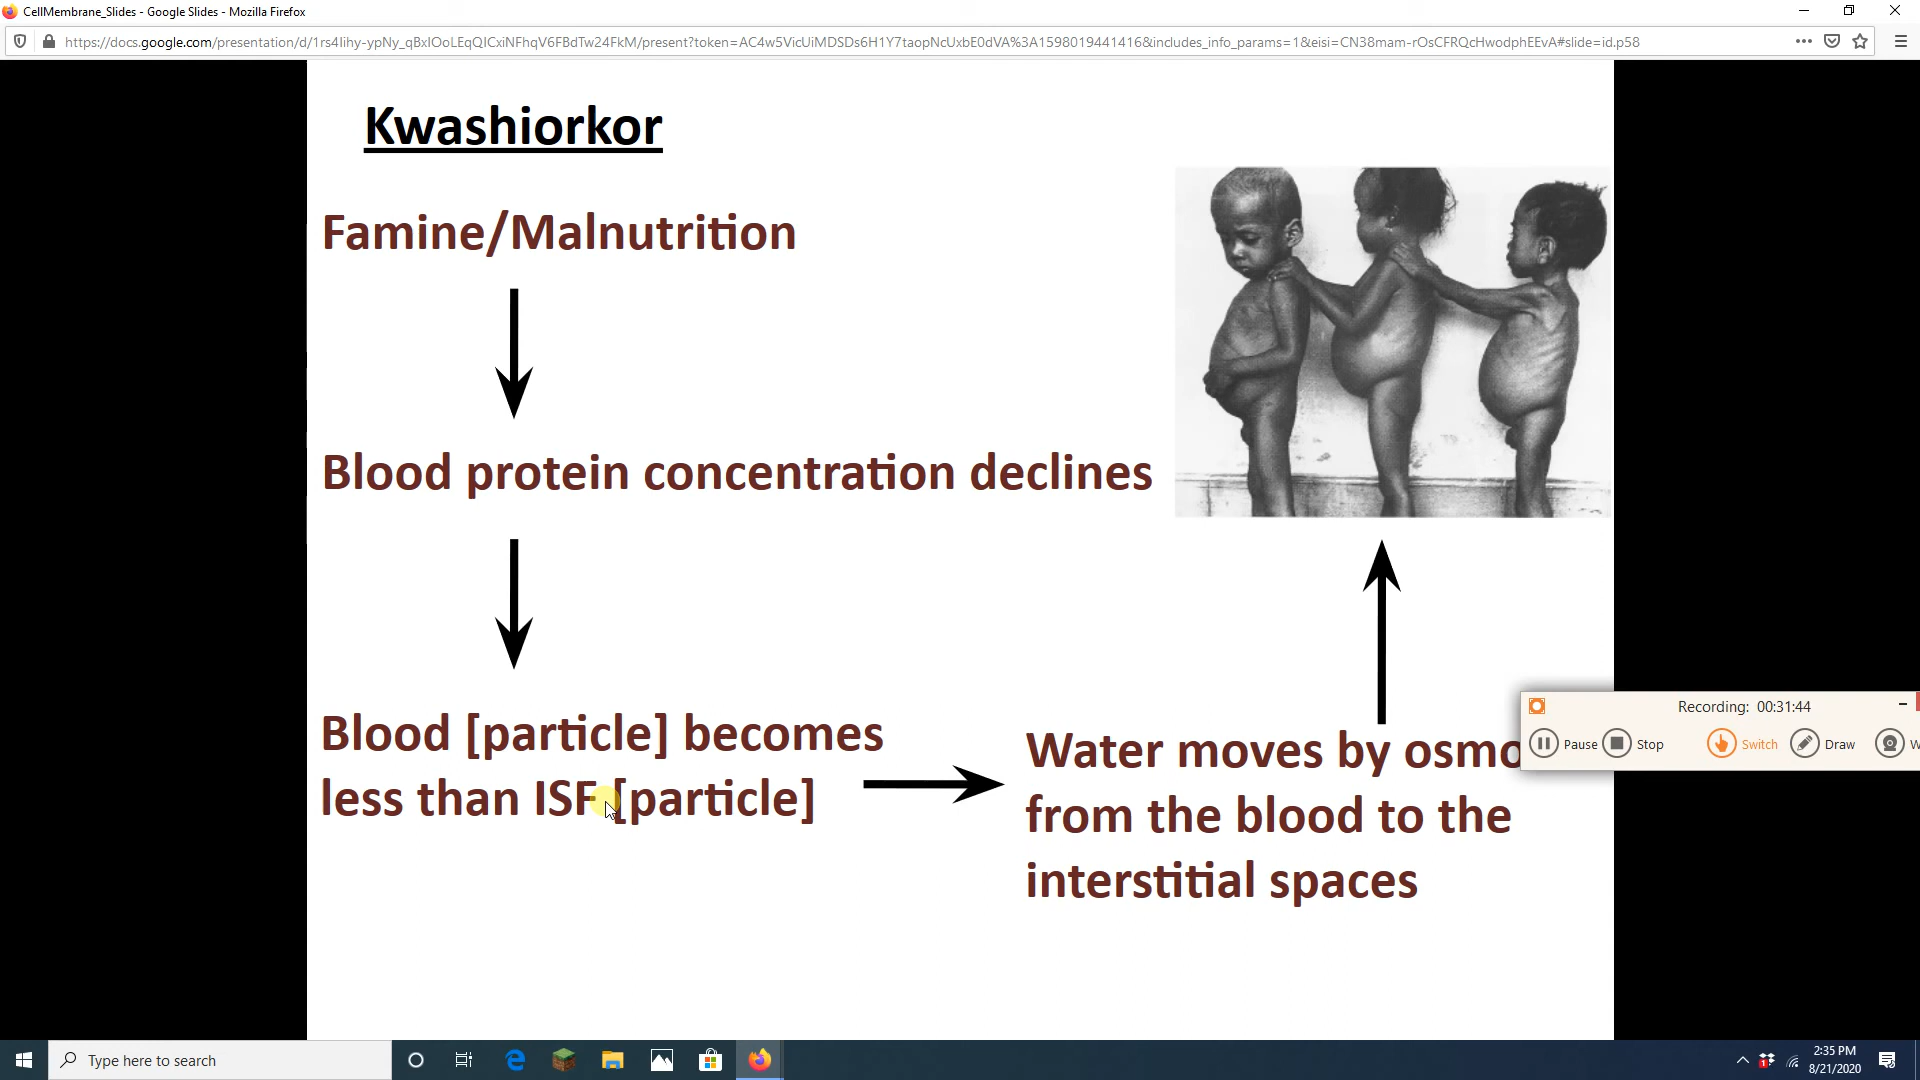 CellMembrane_Slides - Google Slides - Mozilla Firefox
https://docs.google.com/presentation/d/1rs4Iihy-ypNy_qBxIOoLEqQICxiNFhqV6FBdTw24FkM/present?token=AC4w5VicUiMDSDs6H1Y7taopNcUxbE0dVA%3A1598019441416&includes_info_params=1&eisi=CN38mam-rOsCFRQcHwodphEEvA#slide=id.p58
Kwashiorkor
Famine/Malnutrition
Blood protein concentration declines
Blood [particle] becomes
less than ISF [particle]
Water moves by osmo
from the blood to the
interstitial spaces
Recording: 00:31:44
Pause Stop Switch Draw W
Type here to search
1
2:35 PM
8/21/2020